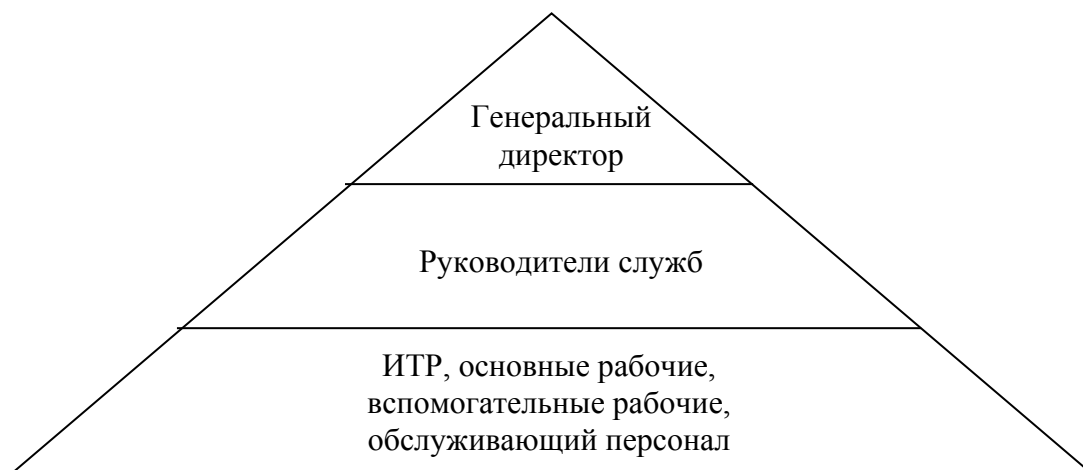 Генеральный
директор
Руководители служб
ИТР, основные рабочие,
вспомогательные рабочие,
обслуживающий персонал